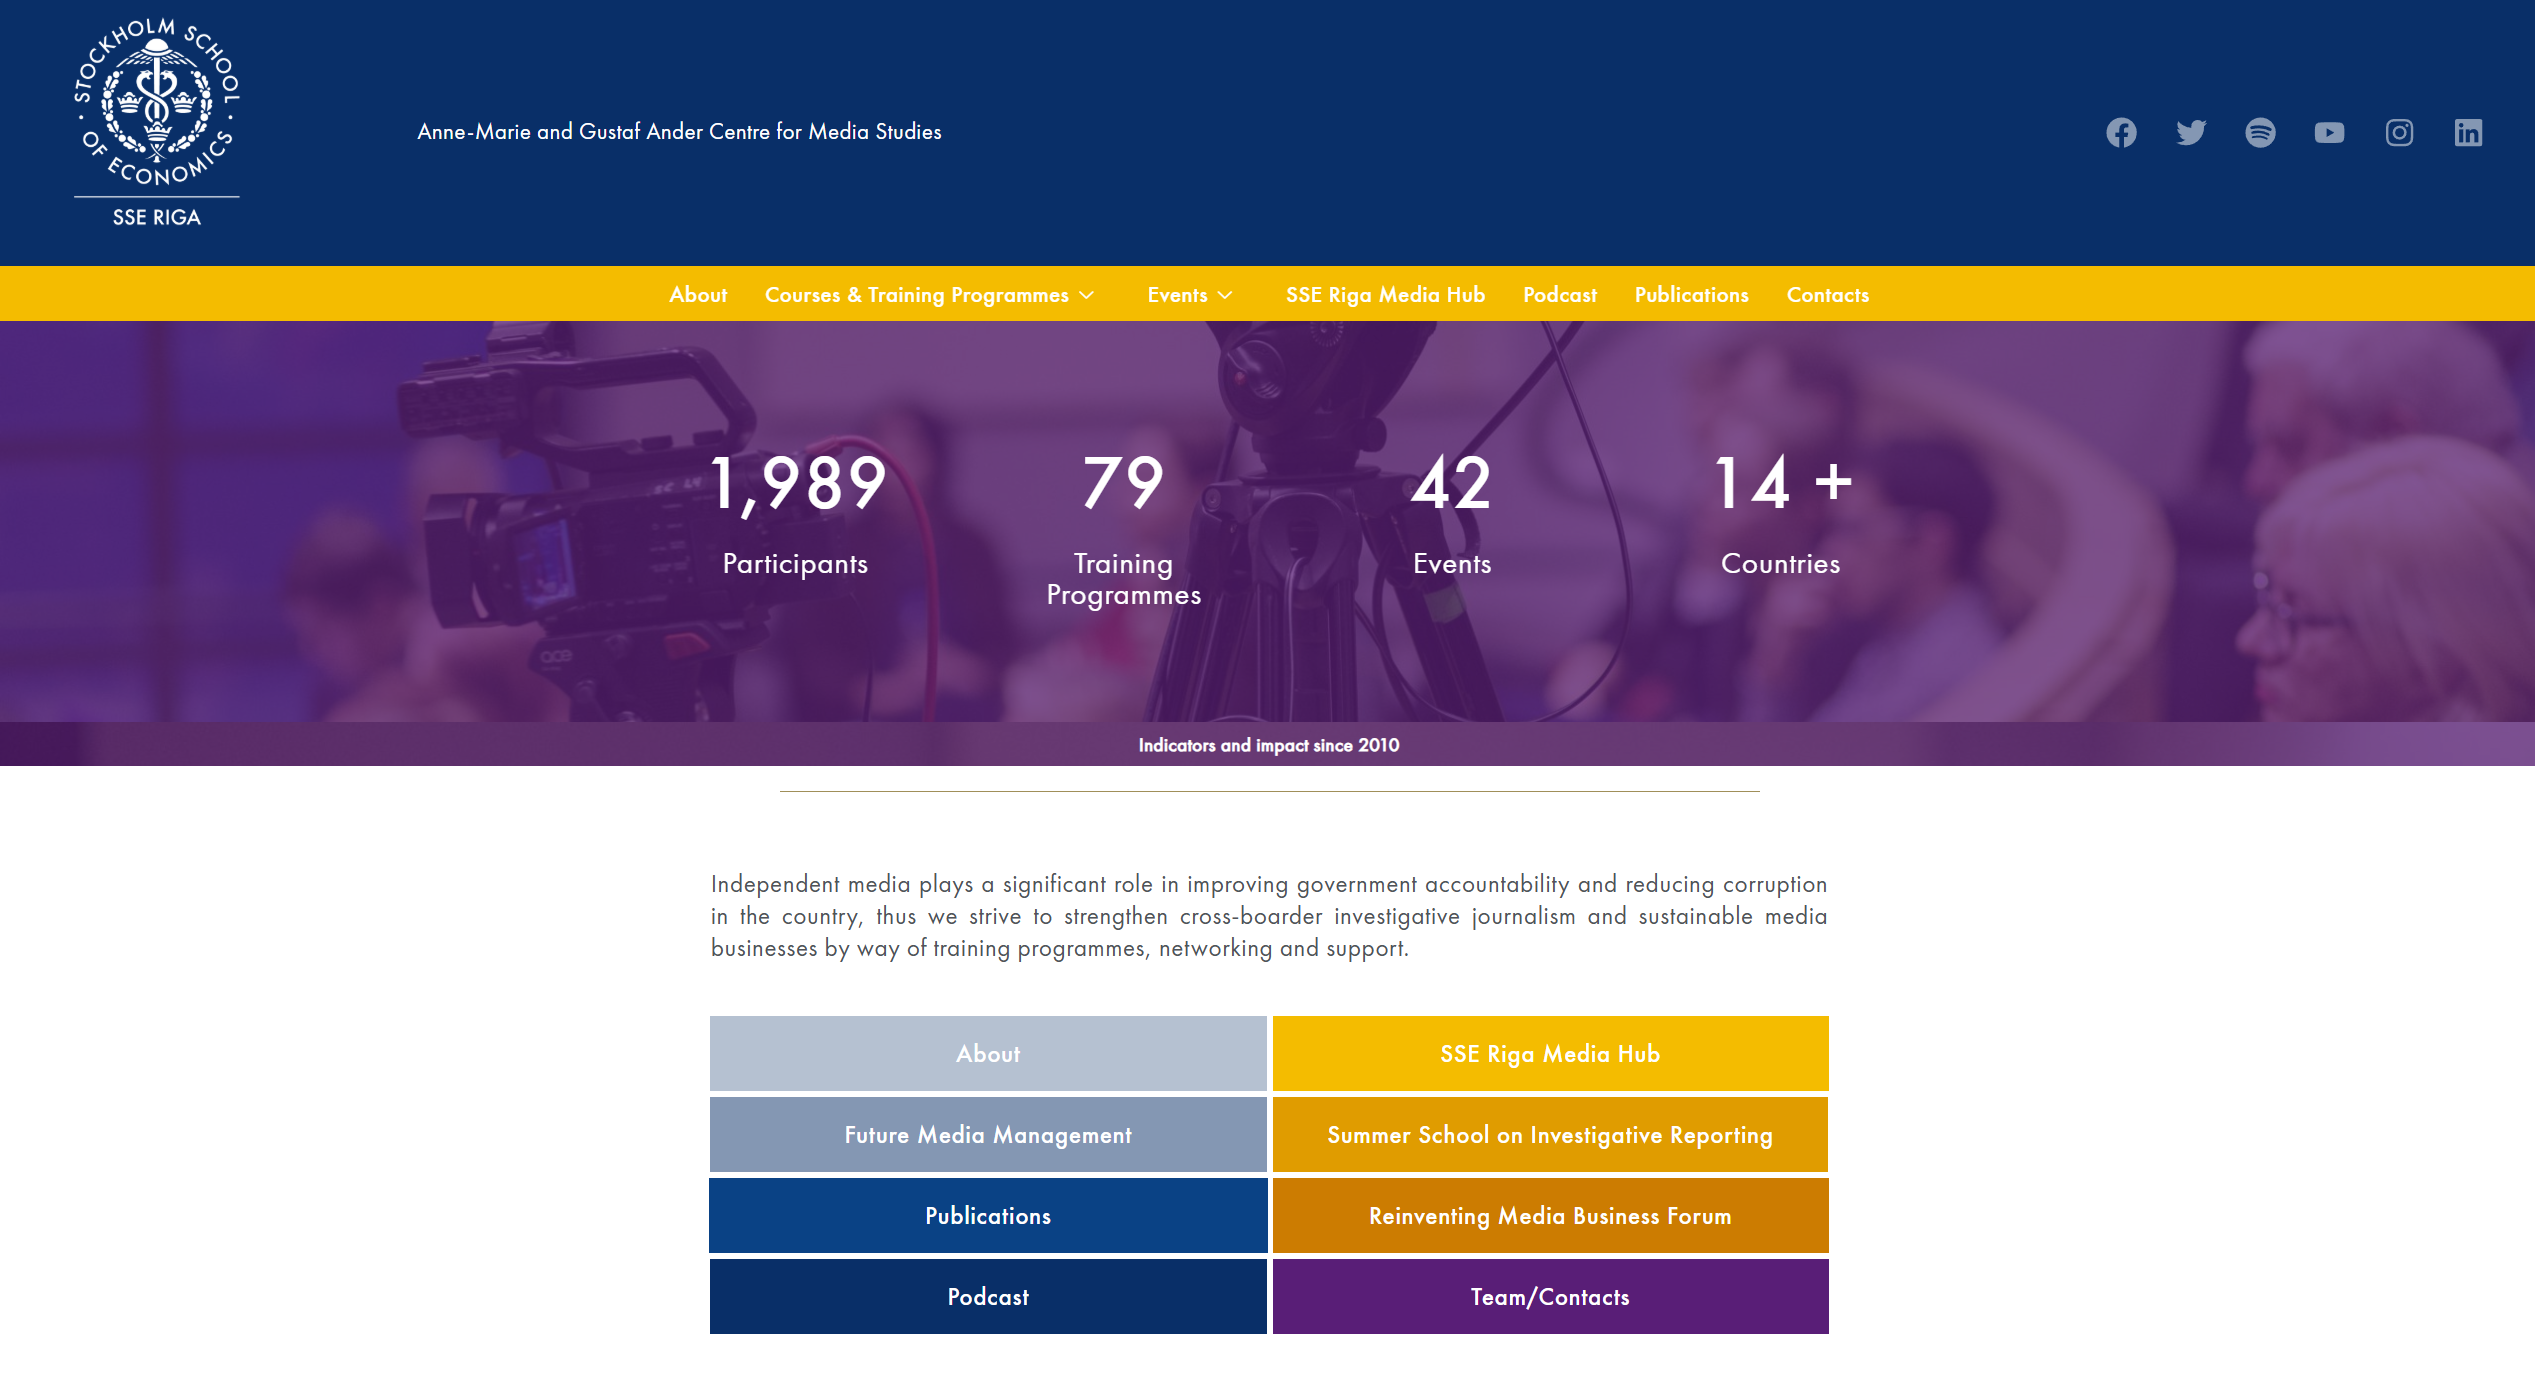 STOCKHOLM SCHOOL
OF ECONOMICS
SSE RIGA
Anne-Marie and Gustaf Ander Centre for Media Studies
About Courses & Training Programmes Events SSE Riga Media Hub Podcast Publications Contacts
1,989 79 42 14 +
Participants Training Events Countries
Programmes
ace
Indicators and impact since 2010
Independent media plays a significant role in improving government accountability and reducing corruption
in the country, thus we strive to strengthen cross-boarder investigative journalism and sustainable media
businesses by way of training programmes, networking and support.
About SSE Riga Media Hub
Future Media Management Summer School on Investigative Reporting
Publications Reinventing Media Business Forum
Podcast Team/Contacts